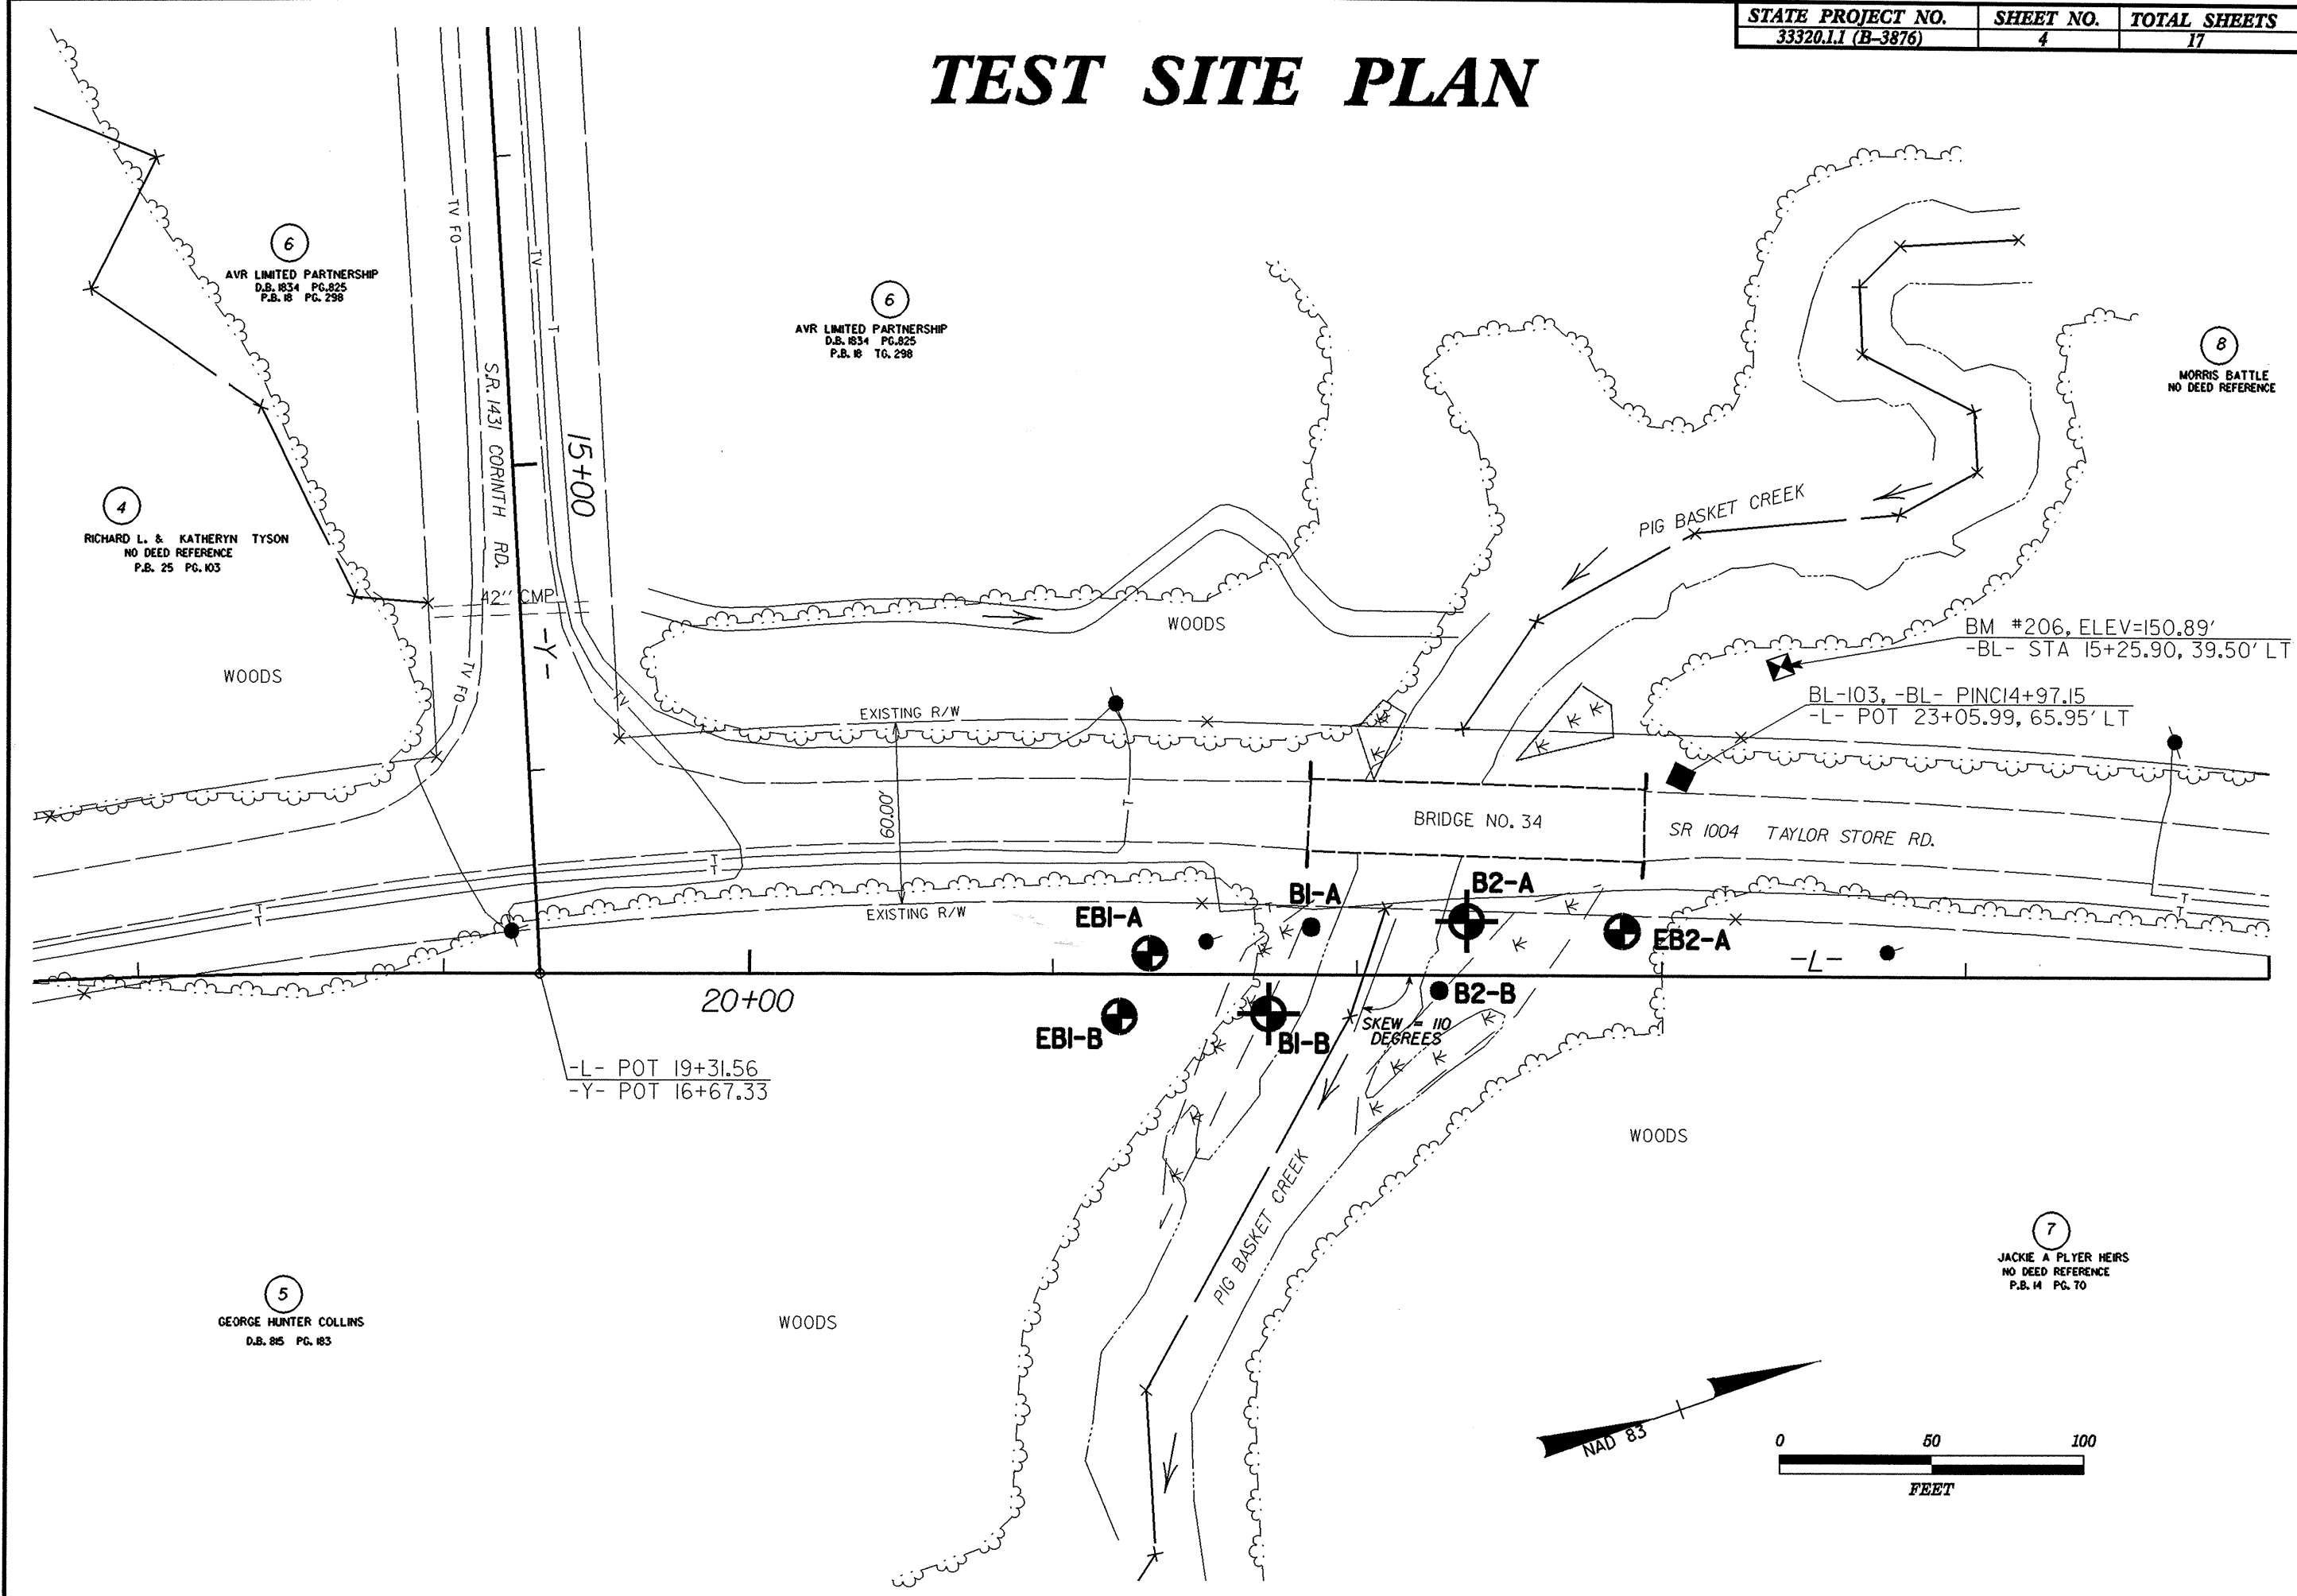 STATE PROJECT NO. SHEET NO. TOTAL SHEETS
33320.1.1 (B-3876) 4 17
TEST SITE PLAN
6
AVR LIMITED PARTNERSHIP
D.B. 1834 PG.825
P.B. 18 PG. 298
6
AVR LIMITED PARTNERSHIP
D.B. 1834 PG.825
P.B. 18 TG. 298
8
MORRIS BATTLE
NO DEED REFERENCE
TV FO
TV
T
S.R. 1431 CORINTH RD.
15+00
4
RICHARD L. & KATHERYN TYSON
NO DEED REFERENCE
P.B. 25 PG. 103
PIG BASKET CREEK
42" CMP
-Y-
WOODS
WOODS
TV FO
TV
BM #206, ELEV=150.89'
-BL- STA 15+25.90, 39.50' LT
BL-103, -BL- PINC14+97.15
-L- POT 23+05.99, 65.95' LT
EXISTING R/W
60.00'
T
BRIDGE NO. 34
SR 1004 TAYLOR STORE RD.
T
T
T
T
T
T
T
T
EXISTING R/W
B1-A
B2-A
EB1-A
EB2-A
-L-
20+00
B2-B
EB1-B
B1-B
SKEW = 110
DEGREES
-L- POT 19+31.56
-Y- POT 16+67.33
WOODS
PIG BASKET CREEK
7
JACKIE A PLYER HEIRS
NO DEED REFERENCE
P.B. 14 PG. 70
5
GEORGE HUNTER COLLINS
D.B. 815 PG. 183
WOODS
NAD 83
0 50 100
FEET